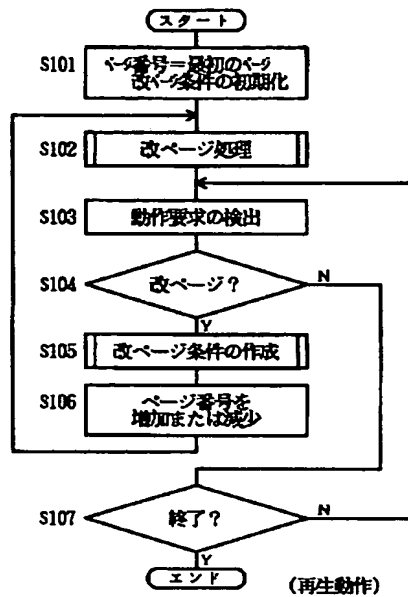 スタート
S101
ページ番号=最初のページ
改ページ条件の初期化
S102
改ページ処理
S103
動作要求の検出
S104
改ページ?
N
Y
S105
改ページ条件の作成
S106
ページ番号を
増加または減少
S107
終了?
N
Y
エンド
(再生動作)